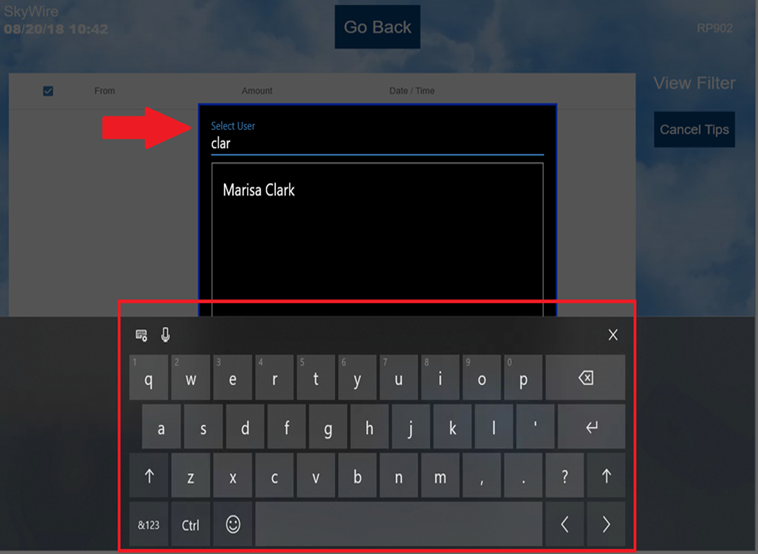 SkyWire
08/20/18 10:42
Go Back
RP902
View Filter
From Amount Date / Time
Cancel Tips
Select User
clar
Marisa Clark
1 2 3 4 5 6 7 8 9 0
q w e r t y u i o p
a s d f g h j k l '
z x c v b n m , . ?
&123 Ctrl